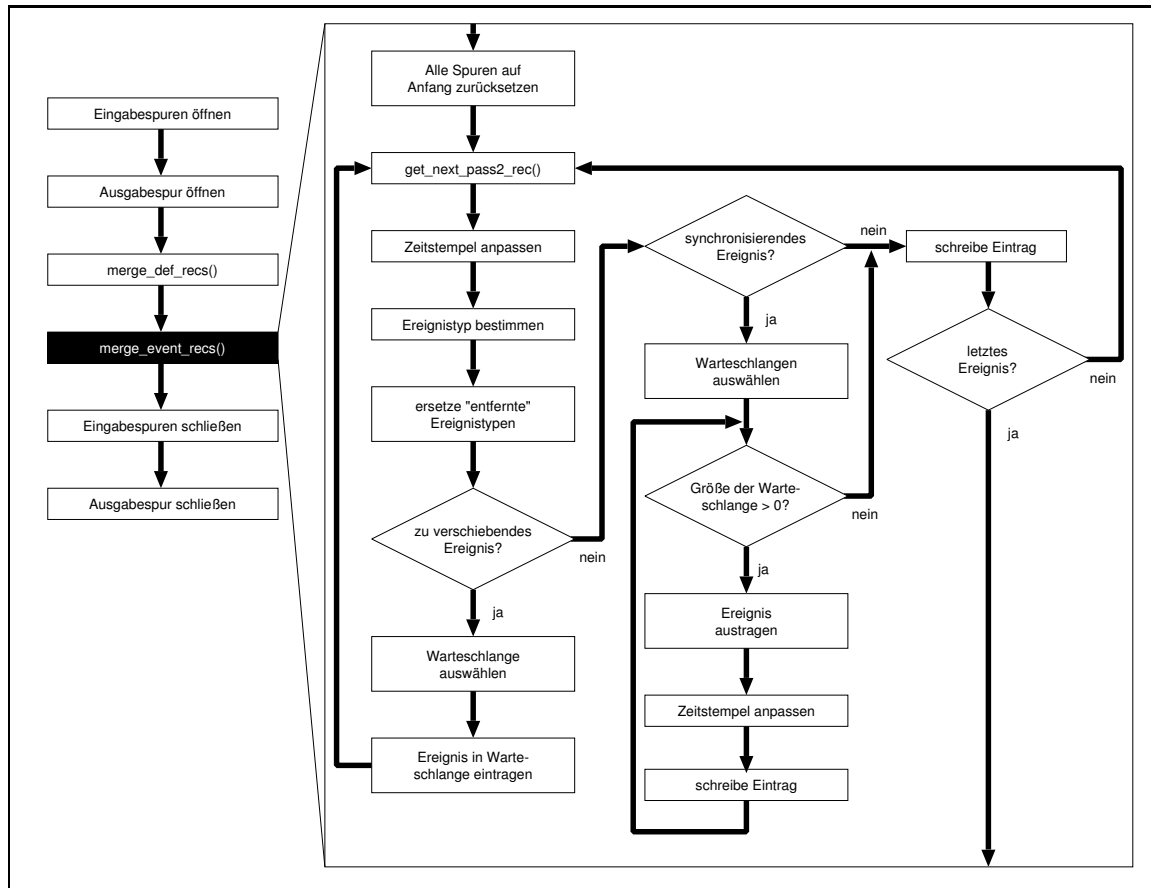 Eingabespuren öffnen
Ausgabespur öffnen
merge_def_recs()
merge_event_recs()
Eingabespuren schließen
Ausgabespur schließen
Alle Spuren auf
Anfang zurücksetzen
get_next_pass2_rec()
Zeitstempel anpassen
Ereignistyp bestimmen
ersetze "entfernte"
Ereignistypen
zu verschiebendes
Ereignis?
nein
ja
Warteschlange
auswählen
Ereignis in Warte-
schlange eintragen
synchronisierendes
Ereignis?
nein
ja
Warteschlangen
auswählen
Größe der Warte-
schlange > 0?
nein
ja
Ereignis
austragen
Zeitstempel anpassen
schreibe Eintrag
schreibe Eintrag
letztes
Ereignis?
nein
ja